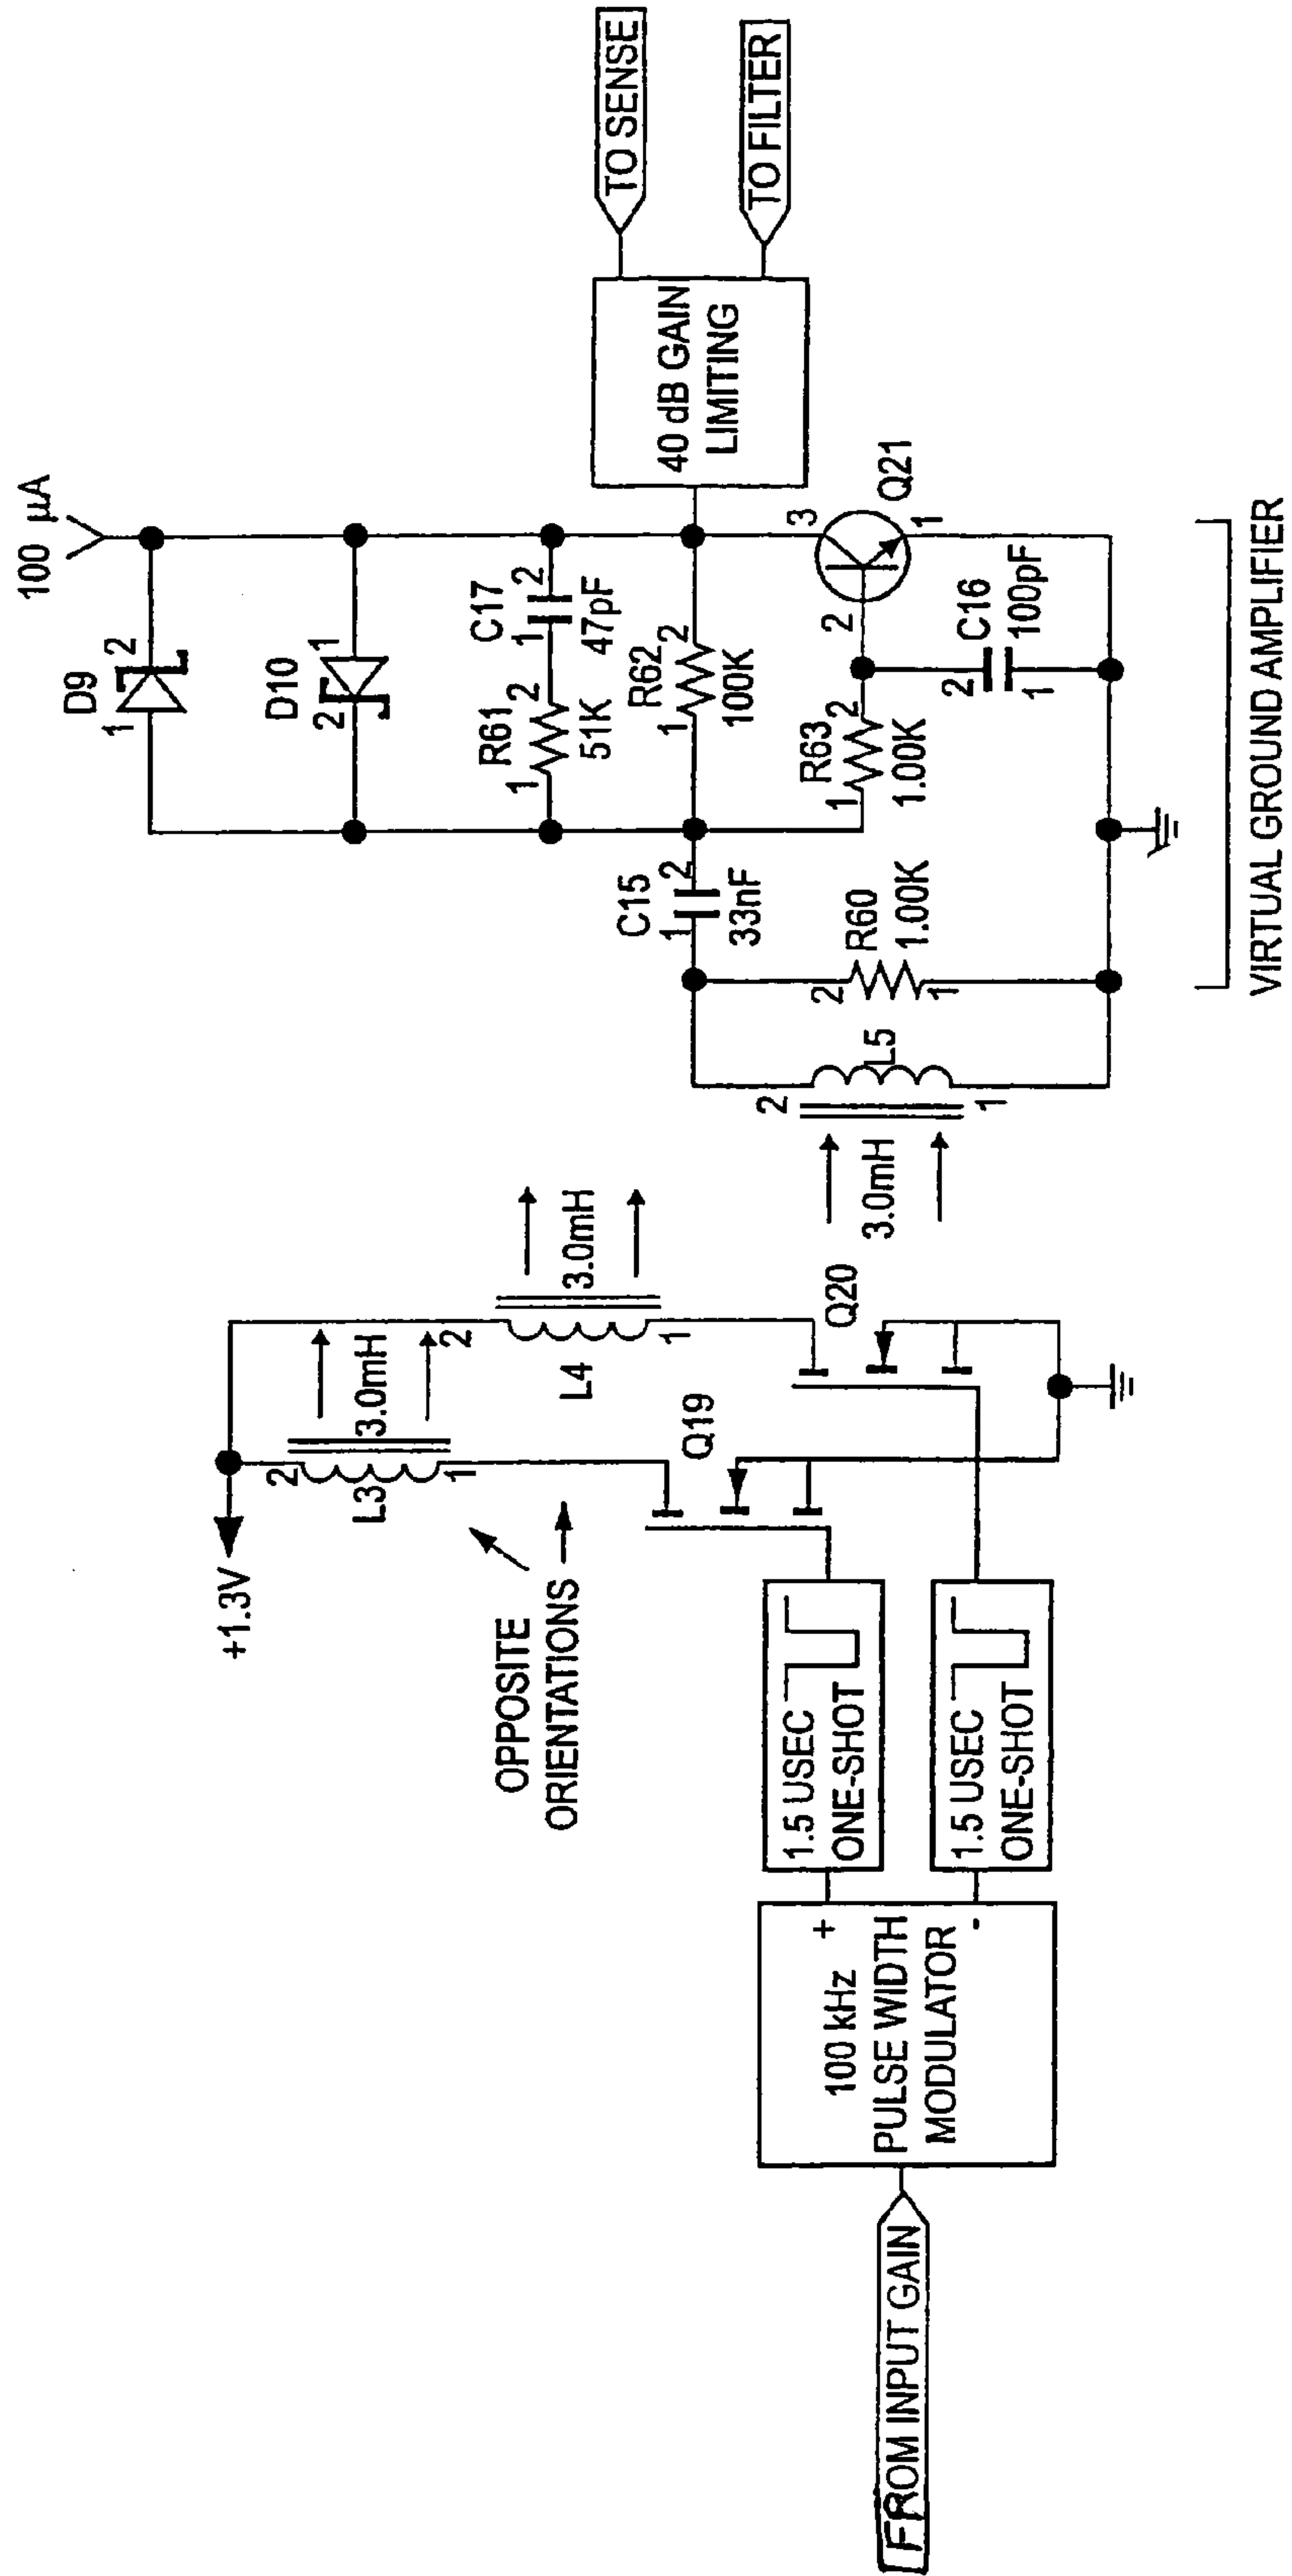 FROM INPUT GAIN
100 kHz
PULSE WIDTH
MODULATOR
+
-
1.5 USEC
ONE-SHOT
1.5 USEC
ONE-SHOT
OPPOSITE
ORIENTATIONS
+1.3V
2
L3
1
3.0mH
2
L4
1
3.0mH
Q19
Q20
3.0mH
2
L5
1
2
R60
1.00K
1
1
C15
2
33nF
D9
1
2
D10
2
1
1
R61
2
51K
1
C17
2
47pF
1
R62
2
100K
1
R63
2
1.00K
2
C16
1
100pF
2
3
1
Q21
100 µA
40 dB GAIN
LIMITING
TO SENSE
TO FILTER
VIRTUAL GROUND AMPLIFIER